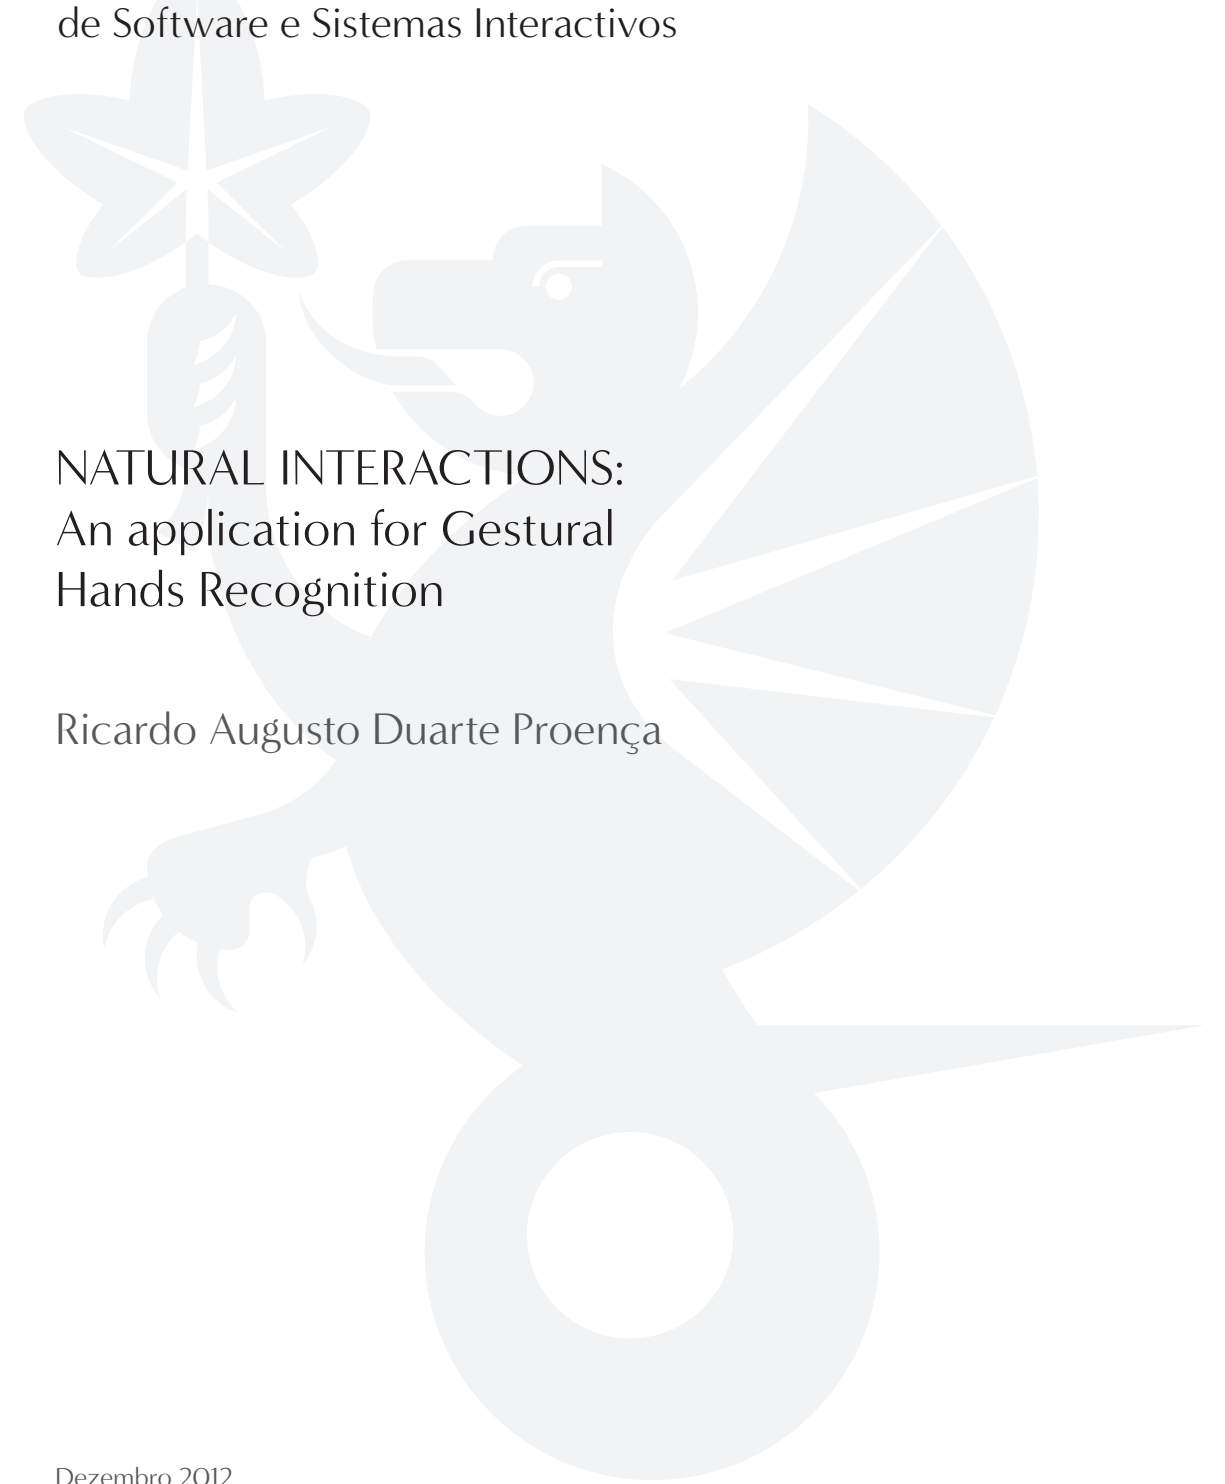 de Software e Sistemas Interactivos
NATURAL INTERACTIONS:
An application for Gestural
Hands Recognition
Ricardo Augusto Duarte Proença
Dezembro 2012